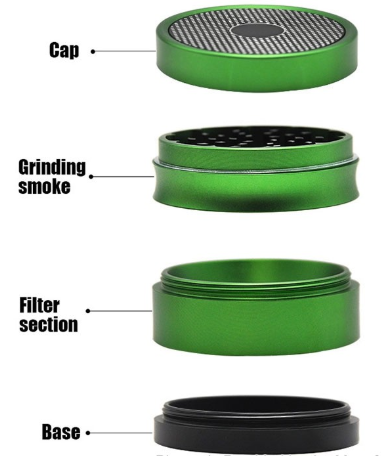 Cap
Grinding
smoke
Filter
section
Base